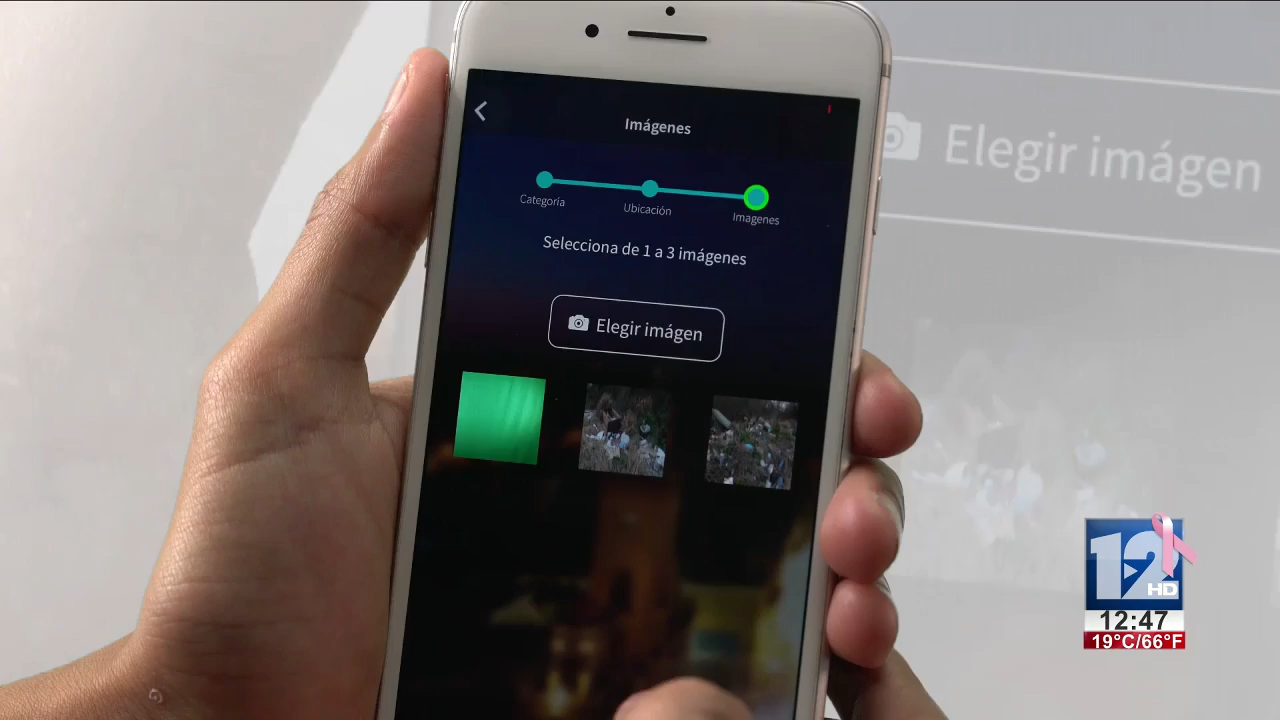 Imágenes
Categoría
Ubicación
Imagenes
Selecciona de 1 a 3 imágenes
Elegir imágen
Elegir imágen
12
HD
12:47
19°C/66°F